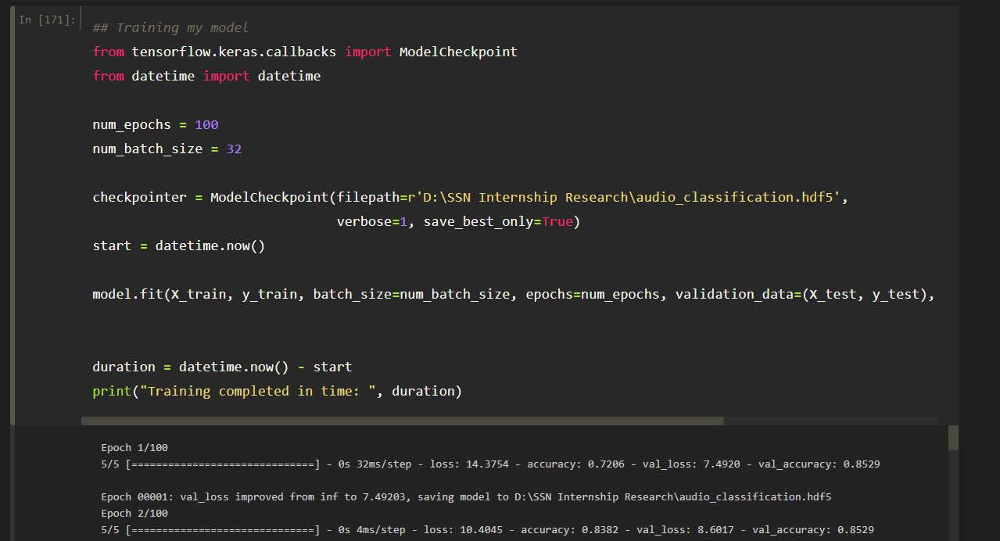 In [171]:
## Training my model
from tensorflow.keras.callbacks import ModelCheckpoint
from datetime import datetime
num_epochs = 100
num_batch_size = 32
checkpointer = ModelCheckpoint(filepath=r'D:\SSN Internship Research\audio_classification.hdf5',
verbose=1, save_best_only=True)
start = datetime.now()
model.fit(X_train, y_train, batch_size=num_batch_size, epochs=num_epochs, validation_data=(X_test, y_test),
duration = datetime.now() - start
print("Training completed in time: ", duration)
Epoch 1/100
5/5 [==============================] - 0s 32ms/step - loss: 14.3754 - accuracy: 0.7206 - val_loss: 7.4920 - val_accuracy: 0.8529
Epoch 00001: val_loss improved from inf to 7.49203, saving model to D:\SSN Internship Research\audio_classification.hdf5
Epoch 2/100
5/5 [==============================] - 0s 4ms/step - loss: 10.4045 - accuracy: 0.8382 - val_loss: 8.6017 - val_accuracy: 0.8529